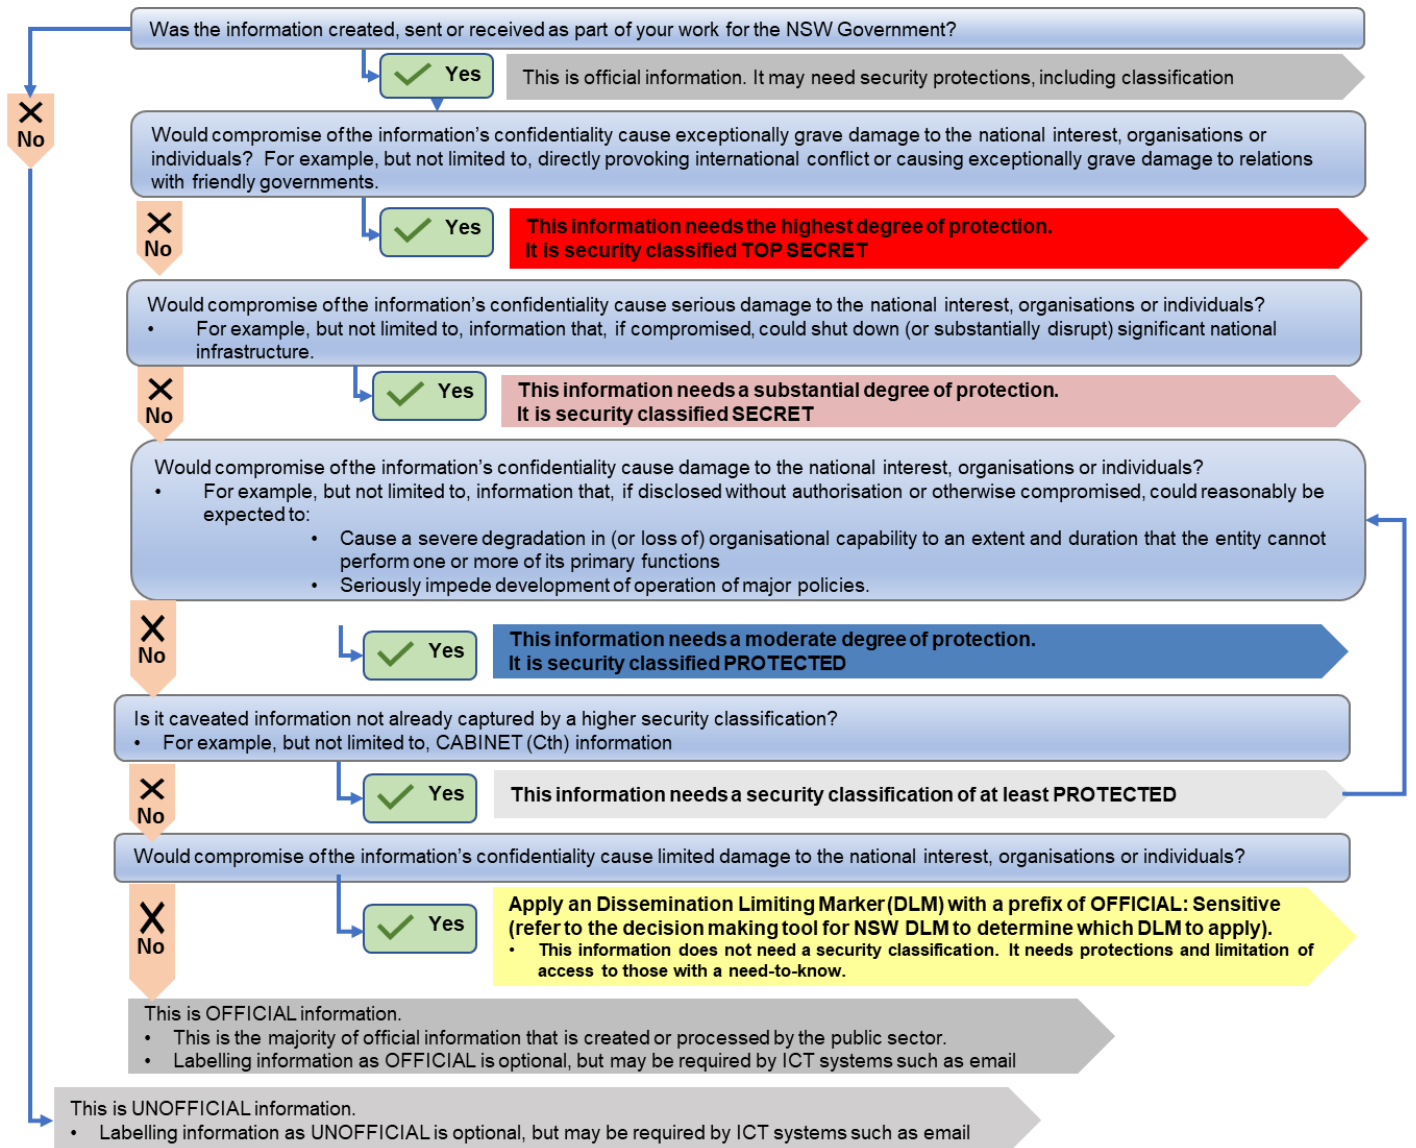 Was the information created, sent or received as part of your work for the NSW Government?
Yes
This is official information. It may need security protections, including classification
No
Would compromise of the information's confidentiality cause exceptionally grave damage to the national interest, organisations or
individuals? For example, but not limited to, directly provoking international conflict or causing exceptionally grave damage to relations
with friendly governments.
No
Yes
This information needs the highest degree of protection.
It is security classified TOP SECRET
Would compromise of the information's confidentiality cause serious damage to the national interest, organisations or individuals?
• For example, but not limited to, information that, if compromised, could shut down (or substantially disrupt) significant national
infrastructure.
No
Yes
This information needs a substantial degree of protection.
It is security classified SECRET
Would compromise of the information's confidentiality cause damage to the national interest, organisations or individuals?
• For example, but not limited to, information that, if disclosed without authorisation or otherwise compromised, could reasonably be
expected to:
• Cause a severe degradation in (or loss of) organisational capability to an extent and duration that the entity cannot
perform one or more of its primary functions
• Seriously impede development of operation of major policies.
No
Yes
This information needs a moderate degree of protection.
It is security classified PROTECTED
Is it caveated information not already captured by a higher security classification?
• For example, but not limited to, CABINET (Cth) information
No
Yes
This information needs a security classification of at least PROTECTED
Would compromise of the information's confidentiality cause limited damage to the national interest, organisations or individuals?
No
Yes
Apply an Dissemination Limiting Marker (DLM) with a prefix of OFFICIAL: Sensitive
(refer to the decision making tool for NSW DLM to determine which DLM to apply).
• This information does not need a security classification. It needs protections and limitation of
access to those with a need-to-know.
This is OFFICIAL information.
• This is the majority of official information that is created or processed by the public sector.
• Labelling information as OFFICIAL is optional, but may be required by ICT systems such as email
This is UNOFFICIAL information.
• Labelling information as UNOFFICIAL is optional, but may be required by ICT systems such as email